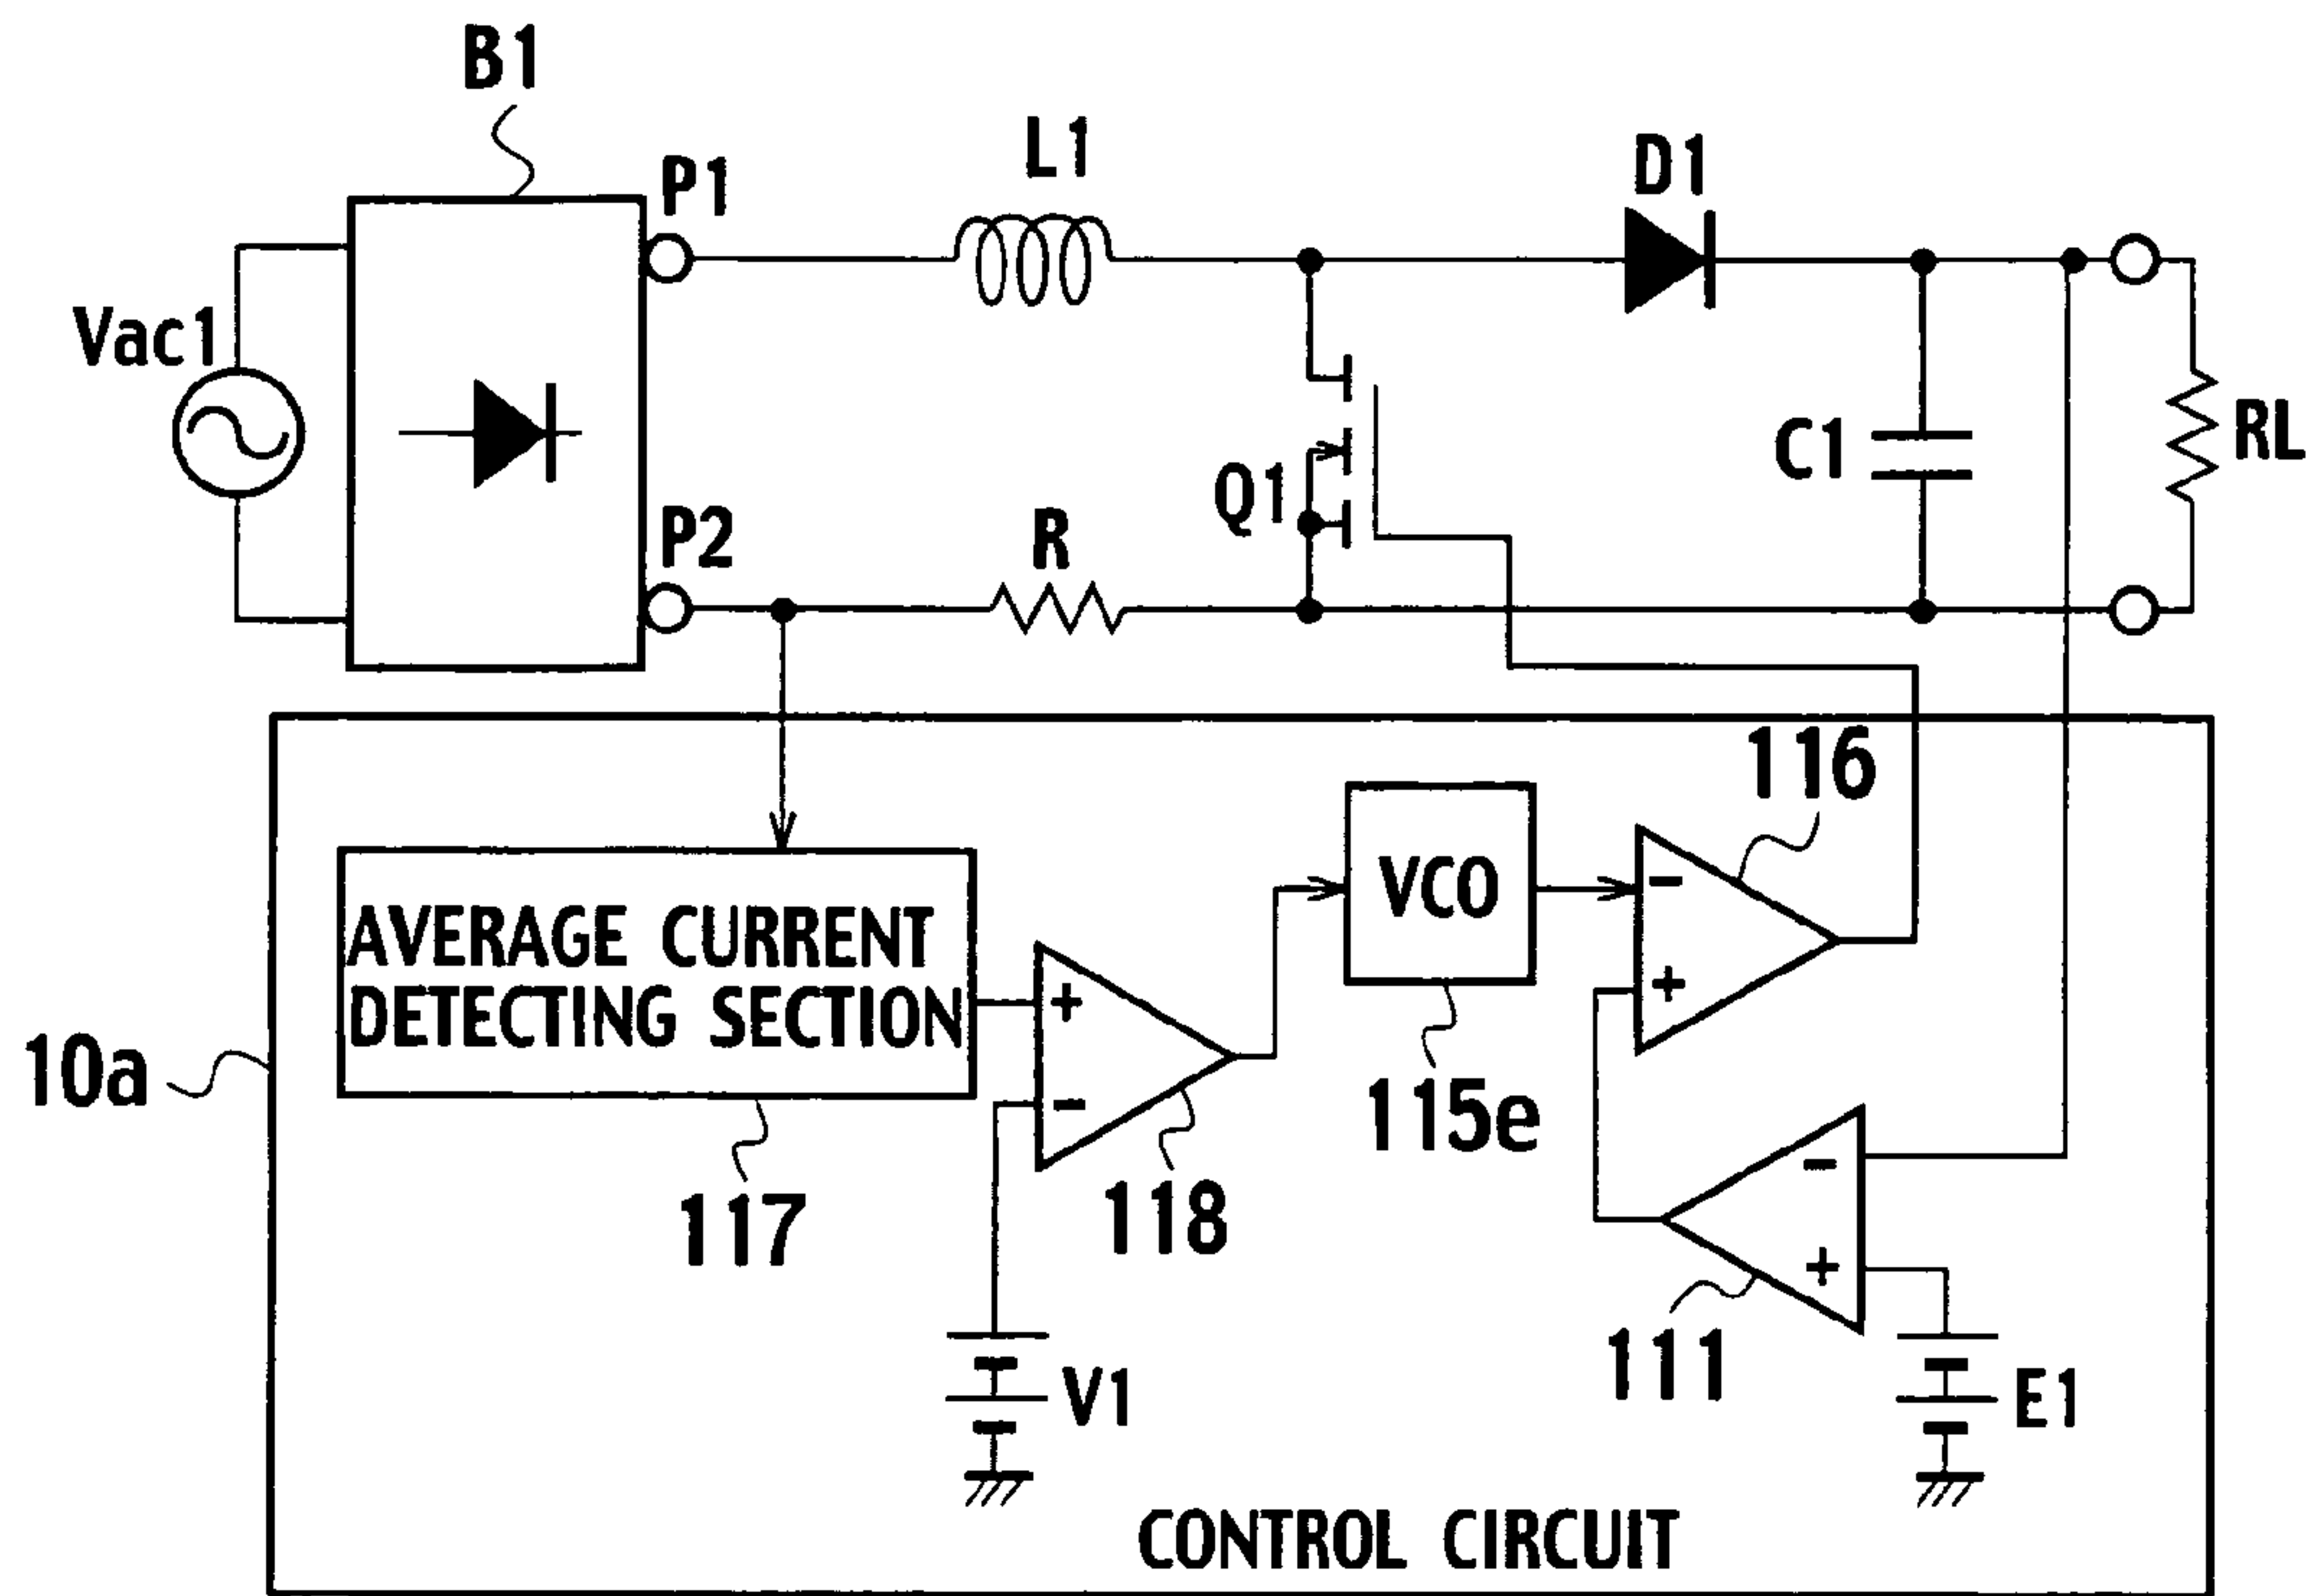 B1
P1
L1
D1
Vac1
C1
RL
Q1
P2
R
116
VCO
-
AVERAGE CURRENT
DETECTING SECTION
+
+
10a
-
115e
-
117
118
+
111
V1
E1
CONTROL CIRCUIT